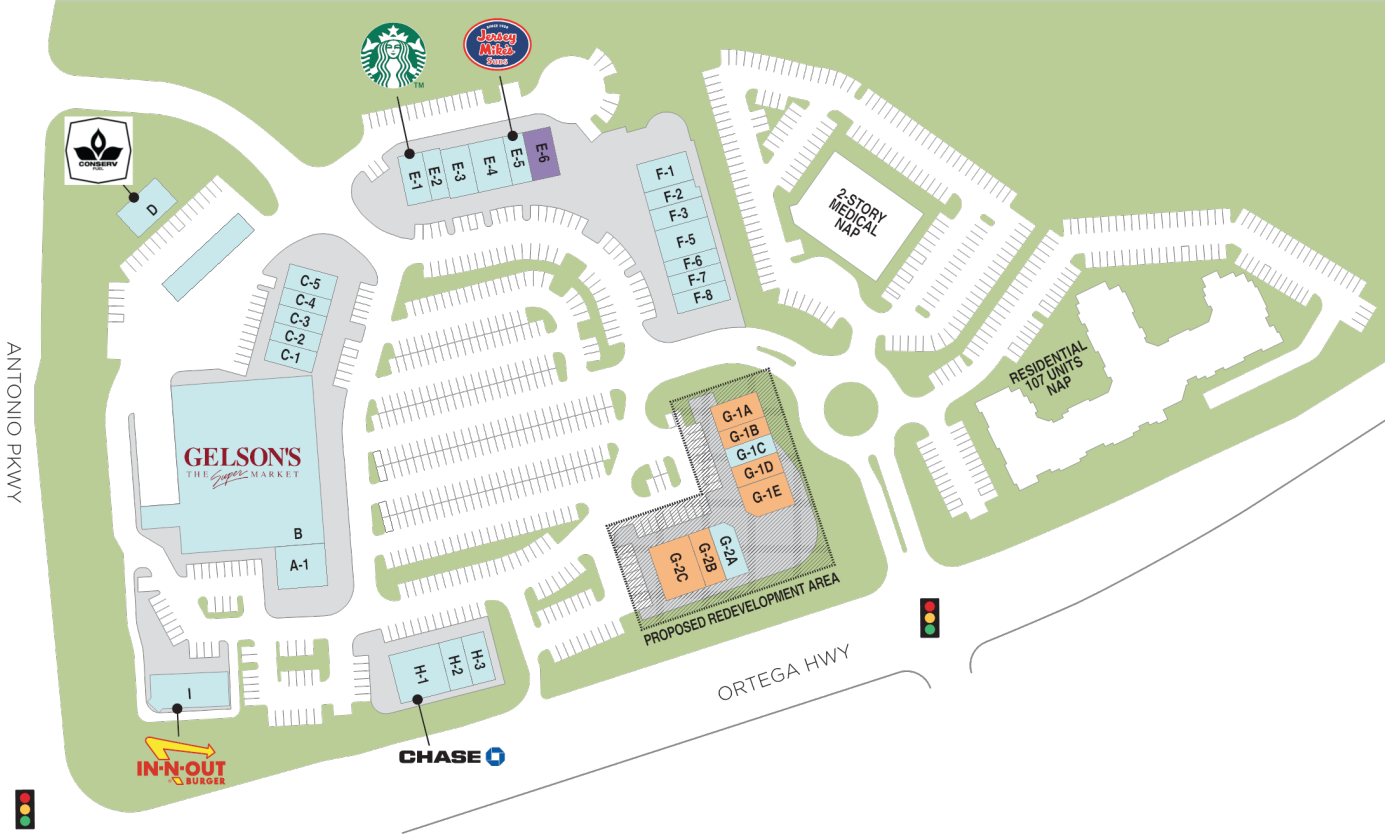 SINCE 1956
Jersey
Mike's
SUBS
TM
CONSERV
FUEL
D
E-1
E-2
E-3
E-4
E-5
E-6
F-1
F-2
F-3
F-5
F-6
F-7
F-8
2-STORY
MEDICAL
NAP
C-5
C-4
C-3
C-2
C-1
RESIDENTIAL
107 UNITS
NAP
ANTONIO PKWY
GELSON'S
THE Super MARKET
B
A-1
G-1A
G-1B
G-1C
G-1D
G-1E
G-2A
G-2B
G-2C
PROPOSED REDEVELOPMENT AREA
H-1
H-2
H-3
I
ORTEGA HWY
IN-N-OUT
BURGER
CHASE